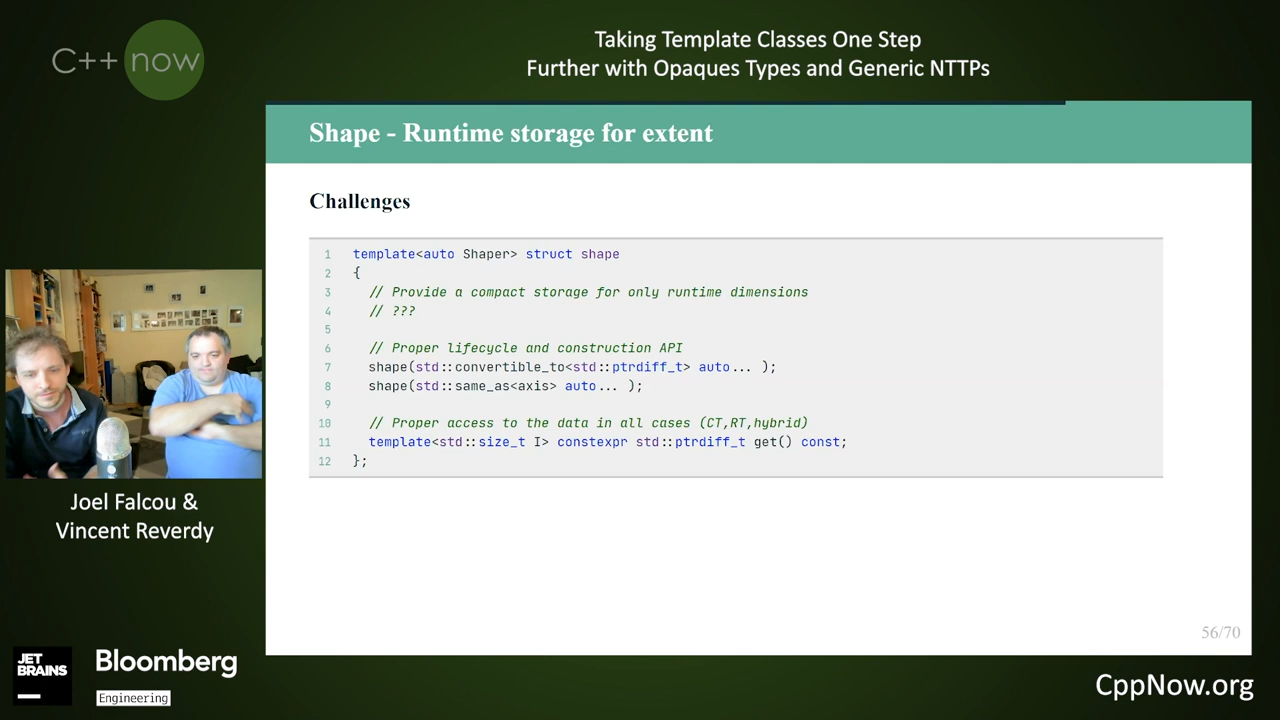 C++ now
Taking Template Classes One Step
Further with Opaques Types and Generic NTTPs
Shape - Runtime storage for extent
Challenges
1 template<auto Shaper> struct shape
2 {
3 // Provide a compact storage for only runtime dimensions
4 // ???
5
6 // Proper lifecycle and construction API
7 shape(std::convertible_to<std::ptrdiff_t> auto... );
8 shape(std::same_as<axis> auto... );
9
10 // Proper access to the data in all cases (CT,RT,hybrid)
11 template<std::size_t I> constexpr std::ptrdiff_t get() const;
12 };
56/70
Joel Falcou &
Vincent Reverdy
JET
BRAINS
Bloomberg
Engineering
CppNow.org